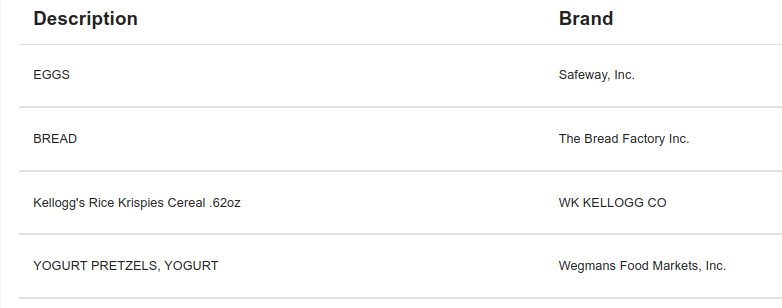 Description Brand
EGGS Safeway, Inc.
BREAD The Bread Factory Inc.
Kellogg's Rice Krispies Cereal .62oz WK KELLOGG CO
YOGURT PRETZELS, YOGURT Wegmans Food Markets, Inc.